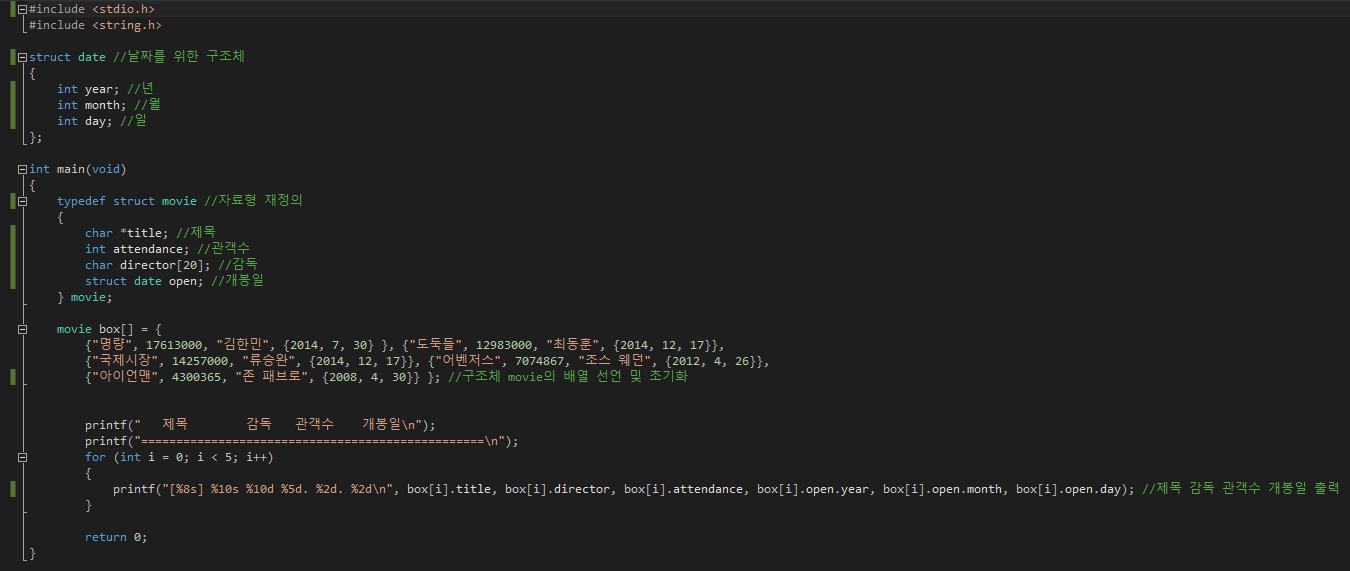 #include <stdio.h>
#include <string.h>
struct date //날짜를 위한 구조체
{
int year; //년
int month; //월
int day; //일
};
int main(void)
{
typedef struct movie //자료형 재정의
{
char *title; //제목
int attendance; //관객수
char director[20]; //감독
struct date open; //개봉일
} movie;
movie box[] = {
{"명량", 17613000, "김한민", {2014, 7, 30} }, {"도둑들", 12983000, "최동훈", {2014, 12, 17}},
{"국제시장", 14257000, "류승완", {2014, 12, 17}}, {"어벤저스", 7074867, "조스 웨던", {2012, 4, 26}},
{"아이언맨", 4300365, "존 패브로", {2008, 4, 30}} }; //구조체 movie의 배열 선언 및 초기화
printf("   제목        감독   관객수    개봉일\n");
printf("=================================================\n");
for (int i = 0; i < 5; i++)
{
printf("[%8s] %10s %10d %5d. %2d. %2d\n", box[i].title, box[i].director, box[i].attendance, box[i].open.year, box[i].open.month, box[i].open.day); //제목 감독 관객수 개봉일 출력
}
return 0;
}